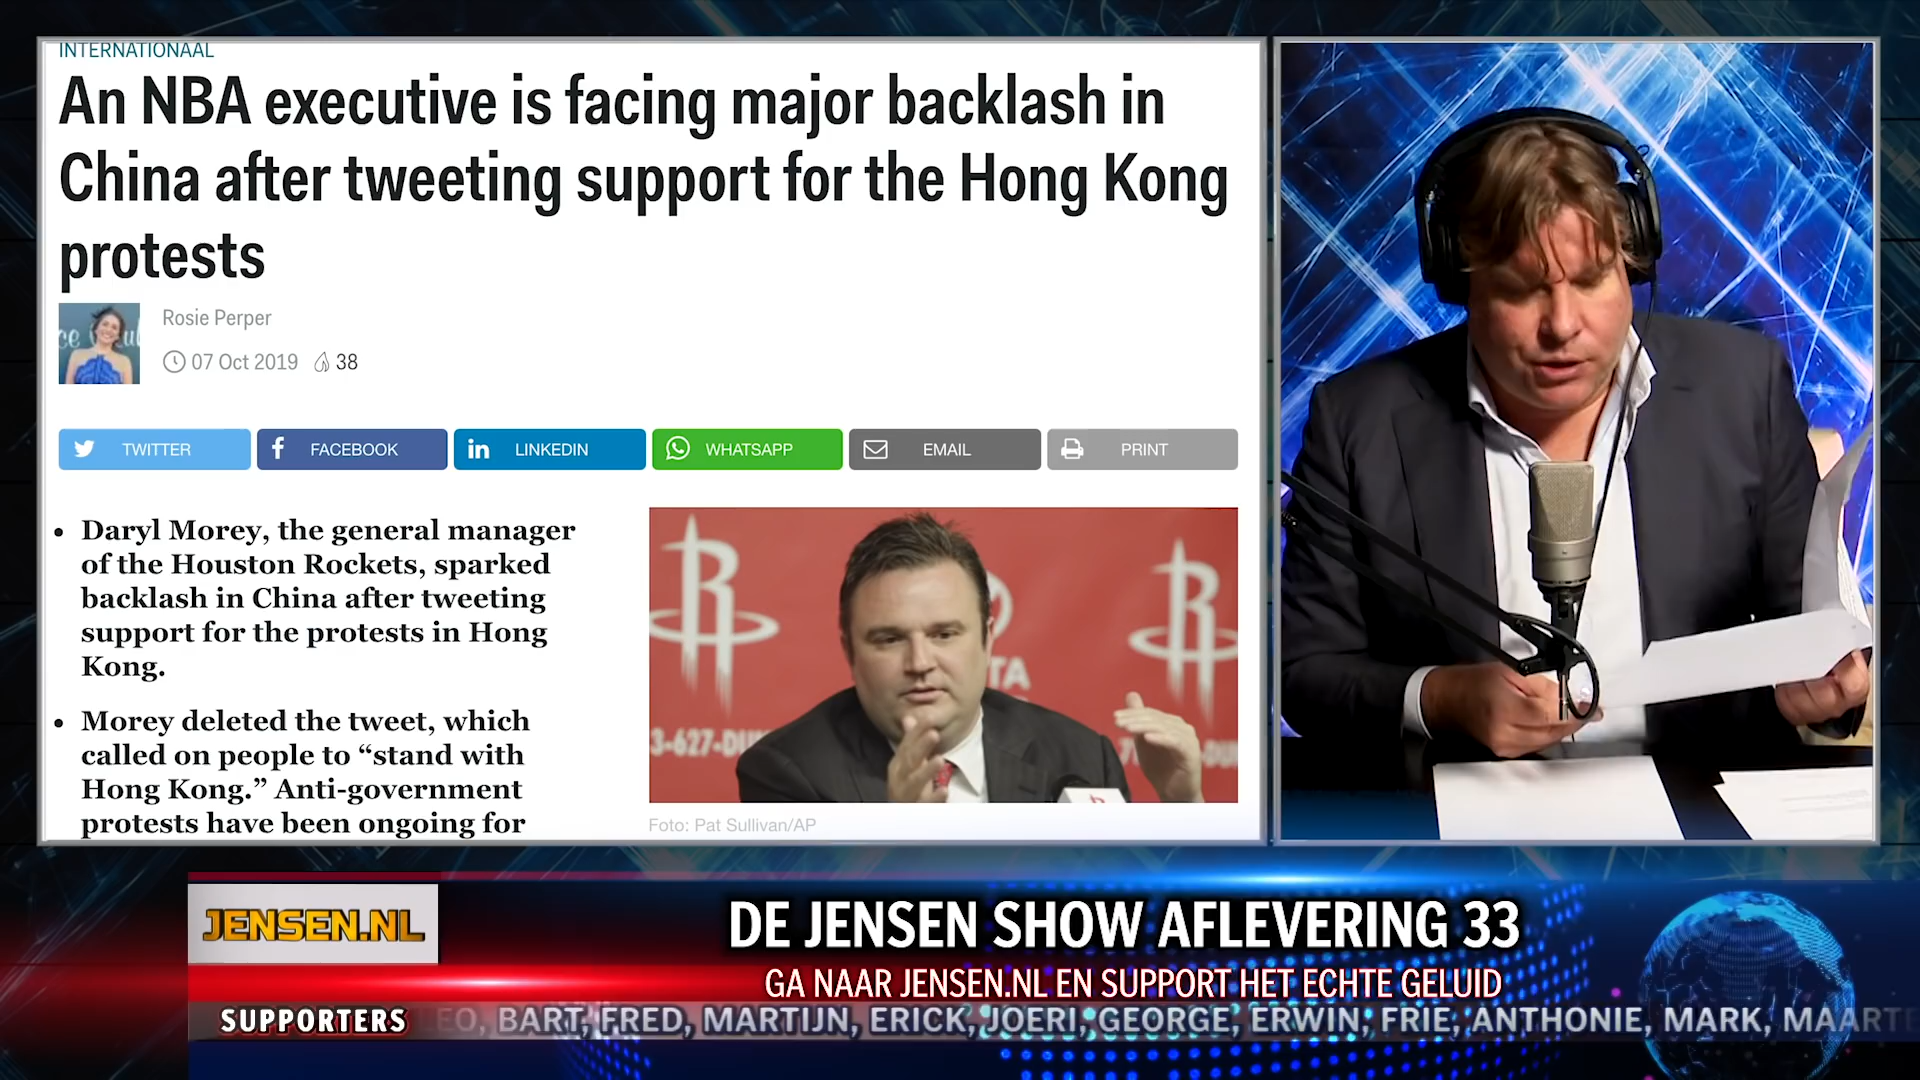 INTERNATIONAAL
An NBA executive is facing major backlash in
China after tweeting support for the Hong Kong
protests
Rosie Perper
07 Oct 2019 38
TWITTER
FACEBOOK
LINKEDIN
WHATSAPP
EMAIL
PRINT
• Daryl Morey, the general manager
of the Houston Rockets, sparked
backlash in China after tweeting
support for the protests in Hong
Kong.
• Morey deleted the tweet, which
called on people to “stand with
Hong Kong.” Anti-government
protests have been ongoing for
R
R
3-627-DU
Foto: Pat Sullivan/AP
JENSEN.NL
DE JENSEN SHOW AFLEVERING 33
GA NAAR JENSEN.NL EN SUPPORT HET ECHTE GELUID
SUPPORTERS
EO, BART, FRED, MARTIJN, ERICK, JOERI, GEORGE, ERWIN, FRIE, ANTHONIE, MARK, MAART